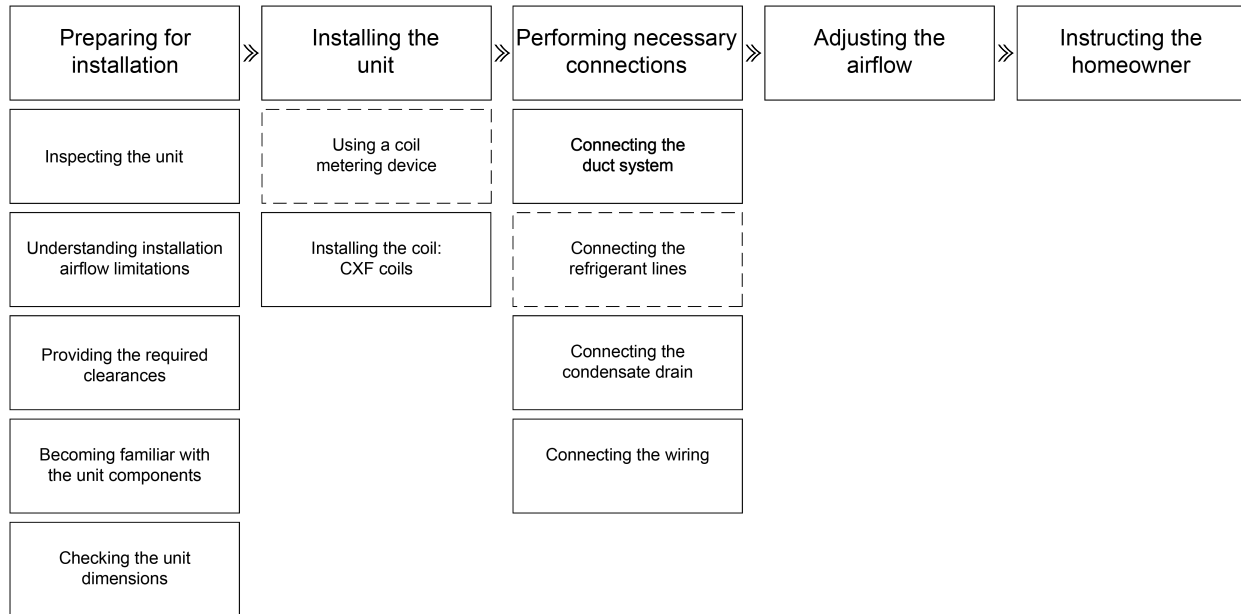 Preparing for
installation
Installing the
unit
Performing necessary
connections
Adjusting the
airflow
Instructing the
homeowner
Inspecting the unit
Understanding installation
airflow limitations
Providing the required
clearances
Becoming familiar with
the unit components
Checking the unit
dimensions
Using a coil
metering device
Installing the coil:
CXF coils
Connecting the
duct system
Connecting the
refrigerant lines
Connecting the
condensate drain
Connecting the wiring